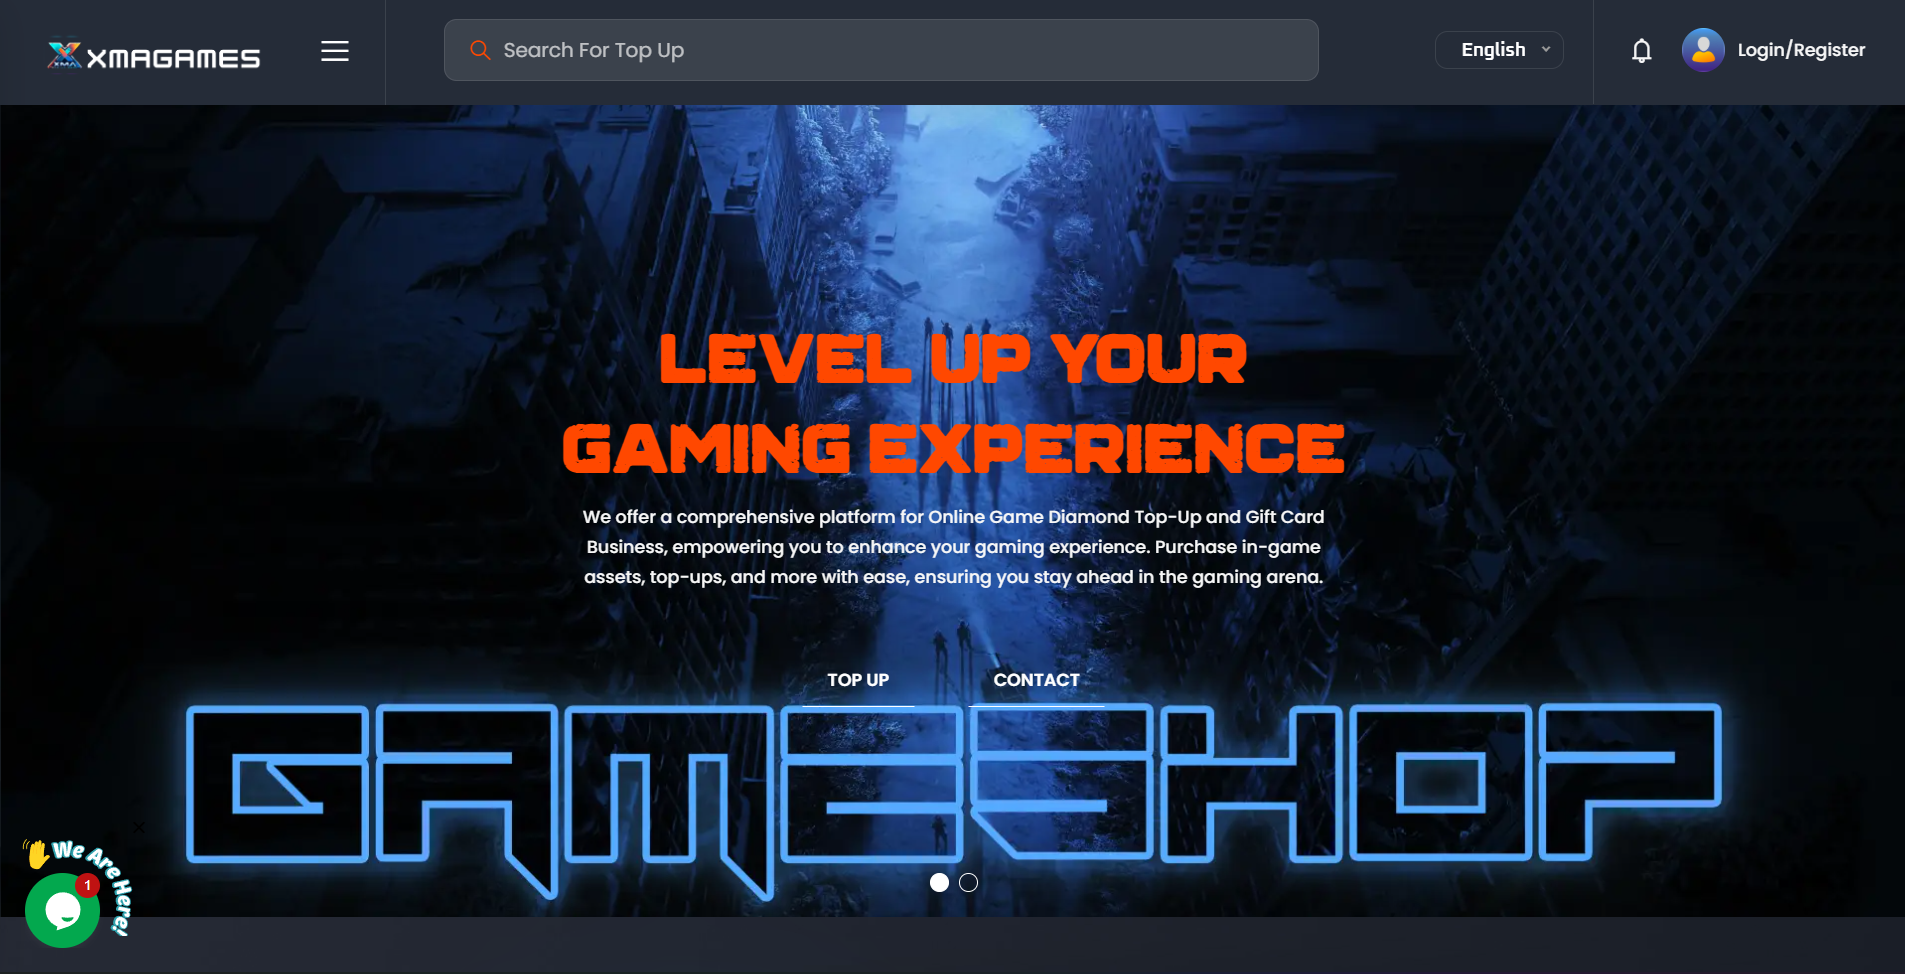 XMA
XMAGAMES
Search For Top Up
English
Login/Register
LEVEL UP YOUR
GAMING EXPERIENCE
We offer a comprehensive platform for Online Game Diamond Top-Up and Gift Card
Business, empowering you to enhance your gaming experience. Purchase in-game
assets, top-ups, and more with ease, ensuring you stay ahead in the gaming arena.
TOP UP
CONTACT
GAMESHOP
We Are Here!
1